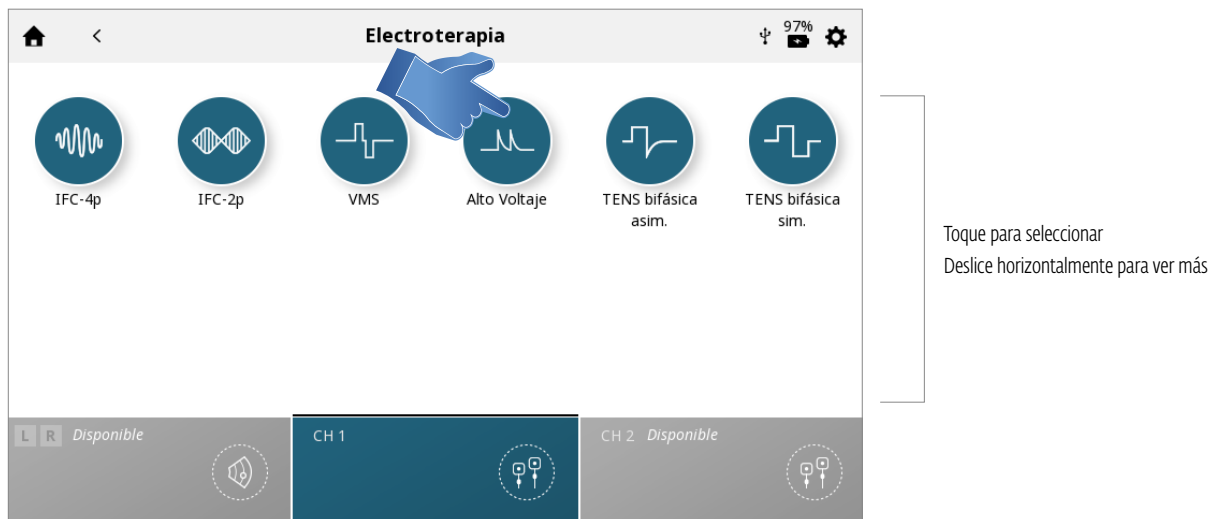 Electroterapia
97%
IFC-4p
IFC-2p
VMS
Alto Voltaje
TENS bifásica
asim.
TENS bifásica
sim.
Toque para seleccionar
Deslice horizontalmente para ver más
L R Disponible
CH 1
CH 2 Disponible